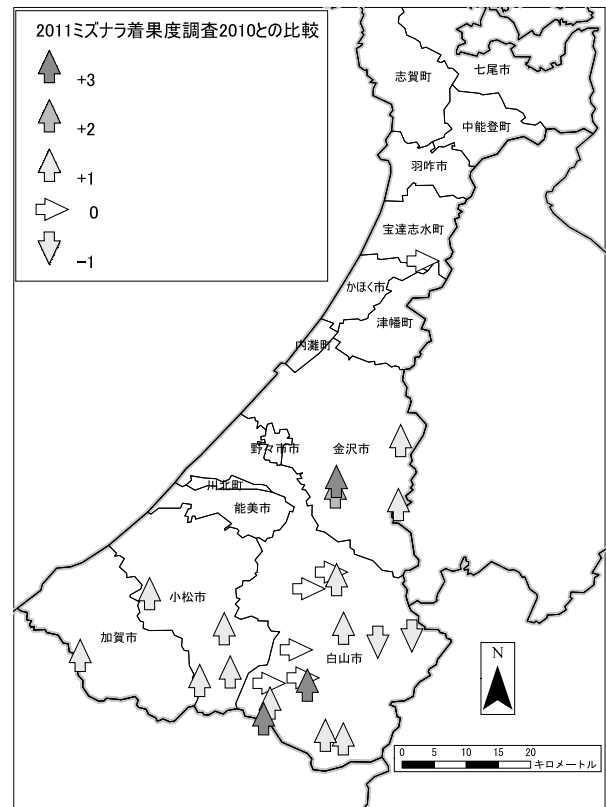 2011ミズナラ着果度調査2010との比較
+3
+2
+1
0
-1
七尾市
志賀町
中能登町
羽咋市
宝達志水町
かほく市
津幡町
内灘町
野々市市
金沢市
川北町
能美市
小松市
加賀市
白山市
N
0 5 10 15 20
キロメートル